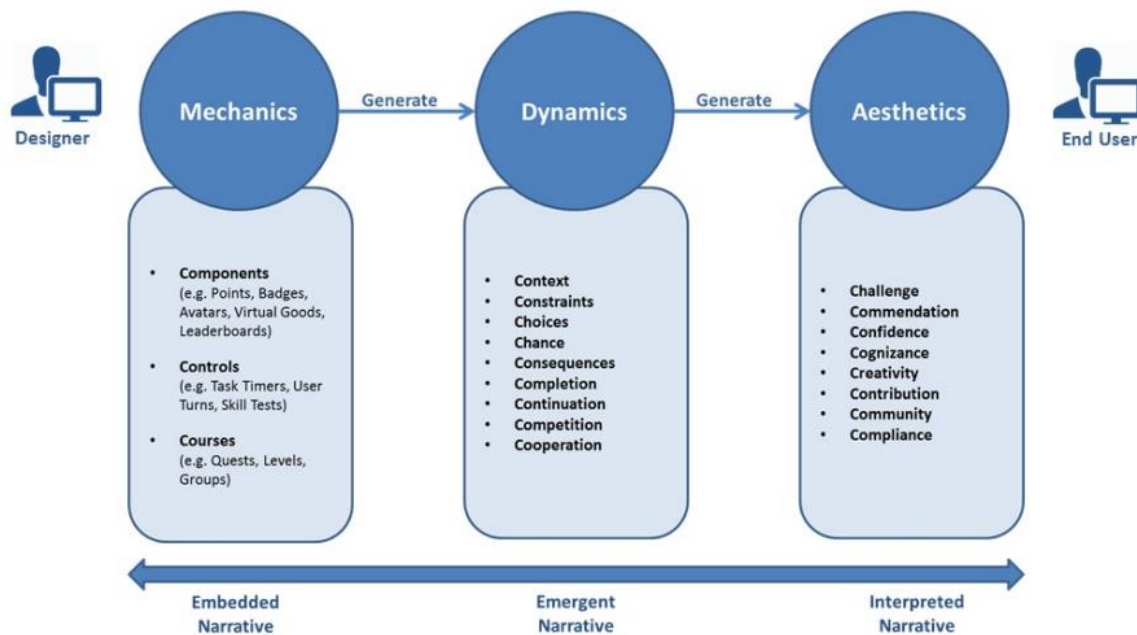 Designer
Mechanics
Generate
Dynamics
Generate
Aesthetics
End User
• Components
(e.g. Points, Badges,
Avatars, Virtual Goods,
Leaderboards)
• Controls
(e.g. Task Timers, User
Turns, Skill Tests)
• Courses
(e.g. Quests, Levels,
Groups)
• Context
• Constraints
• Choices
• Chance
• Consequences
• Completion
• Continuation
• Competition
• Cooperation
• Challenge
• Commendation
• Confidence
• Cognizance
• Creativity
• Contribution
• Community
• Compliance
Embedded
Narrative
Emergent
Narrative
Interpreted
Narrative